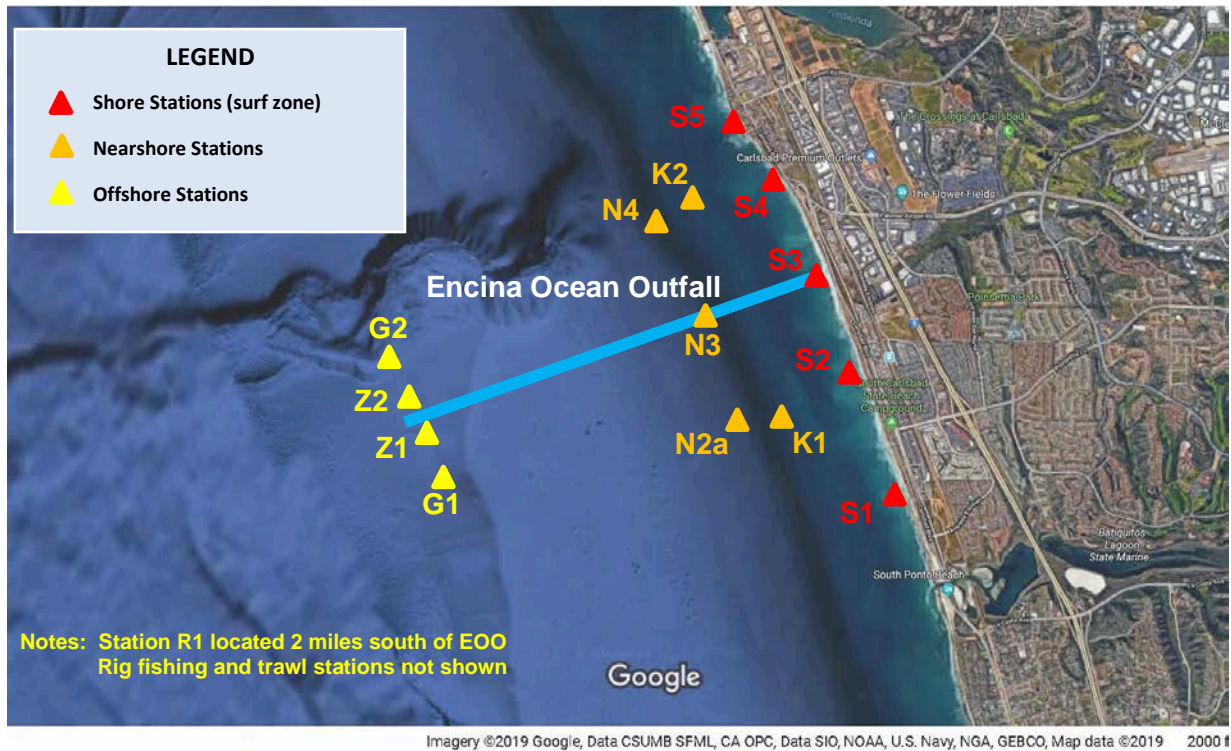 LEGEND
Shore Stations (surf zone)
Nearshore Stations
Offshore Stations
The Crossings at Carlsbad
S5
Carlsbad Premium Outlets
K2
S4
The Flower Fields
N4
S3
Encina Ocean Outfall
Poinsettia Park
N3
G2
S2
South Carlsbad
State Beach
Campground
Z2
Z1
N2a
K1
G1
S1
Batiquitos
Lagoon
State Marine...
South Ponto Beach
Notes: Station R1 located 2 miles south of EOO
Rig fishing and trawl stations not shown
Google
Imagery ©2019 Google, Data CSUMB SFML, CA OPC, Data SIO, NOAA, U.S. Navy, NGA, GEBCO, Map data ©2019 2000